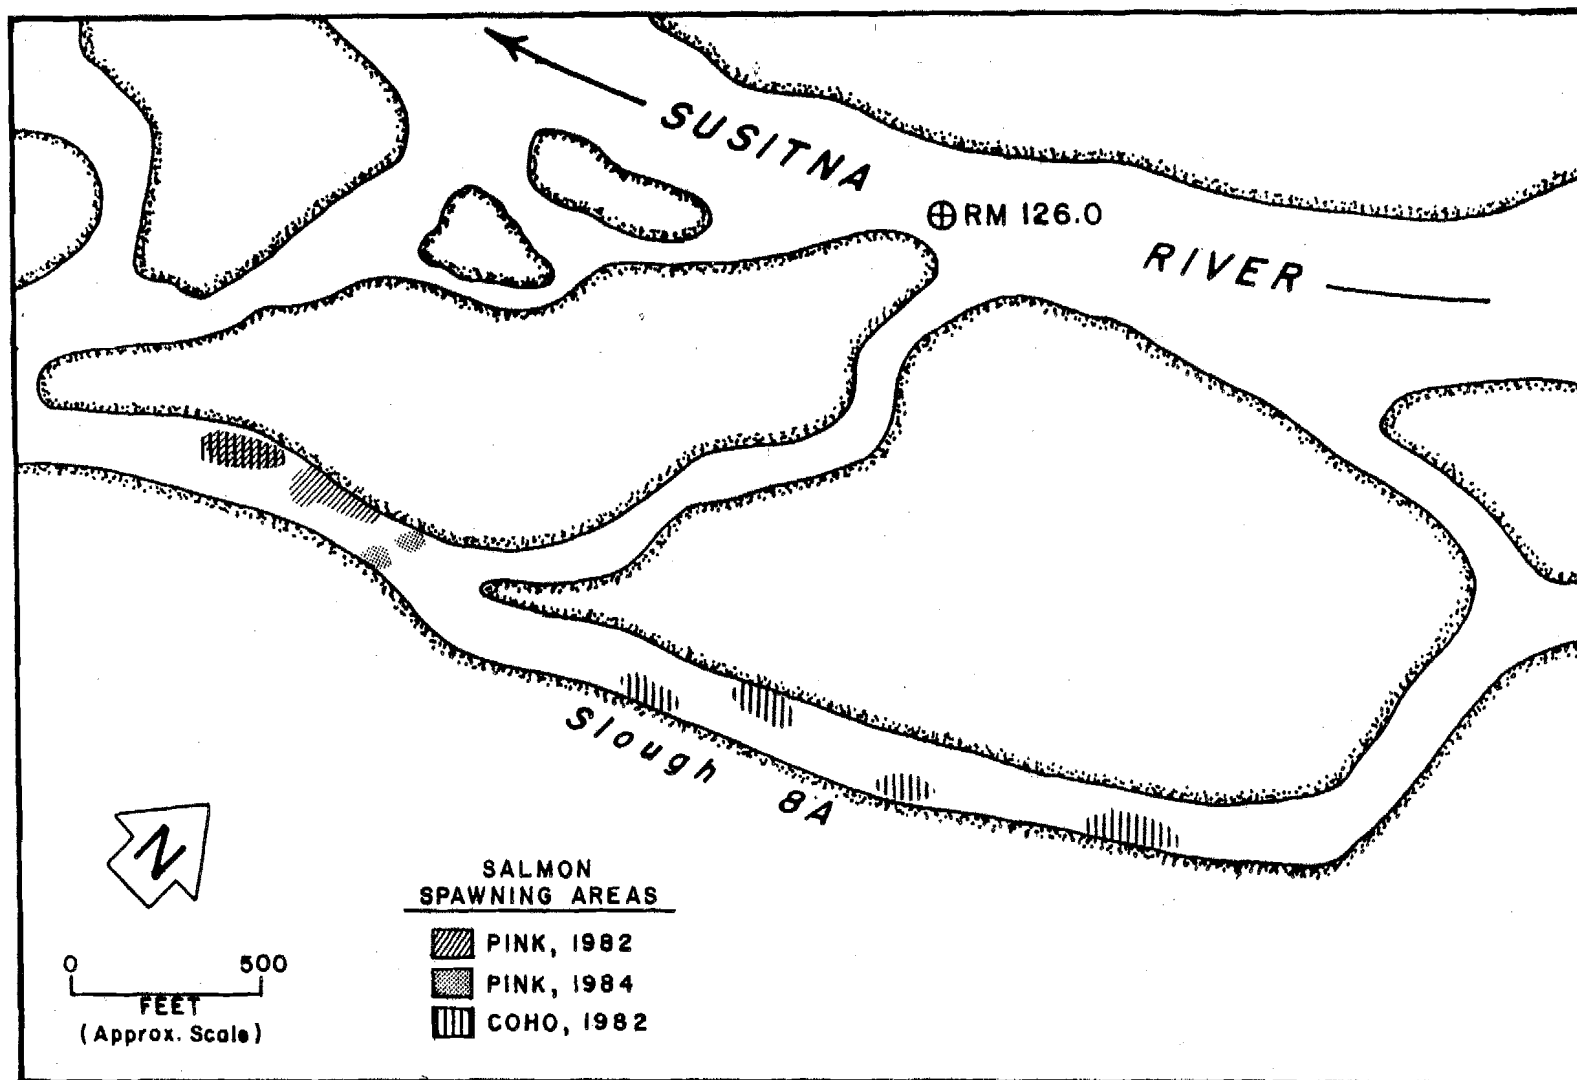 SUSITNA
RM 126.0
RIVER
Slough 8A
N
SALMON
SPAWNING AREAS
PINK, 1982
PINK, 1984
COHO, 1982
0 500
FEET
(Approx. Scale)